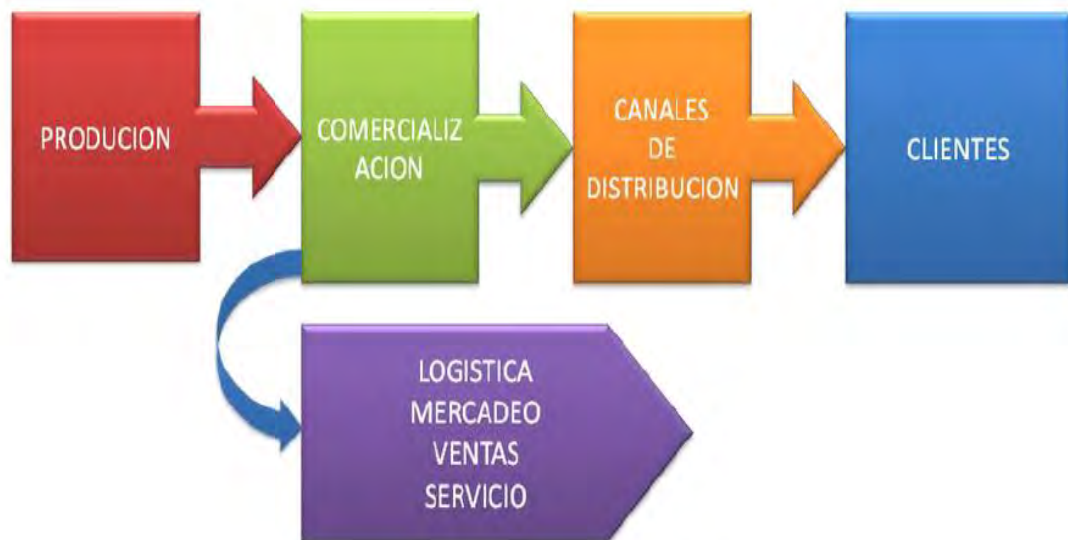 PRODUCION
COMERCIALIZ
ACION
CANALES
DE
DISTRIBUCION
CLIENTES
LOGISTICA
MERCADEO
VENTAS
SERVICIO